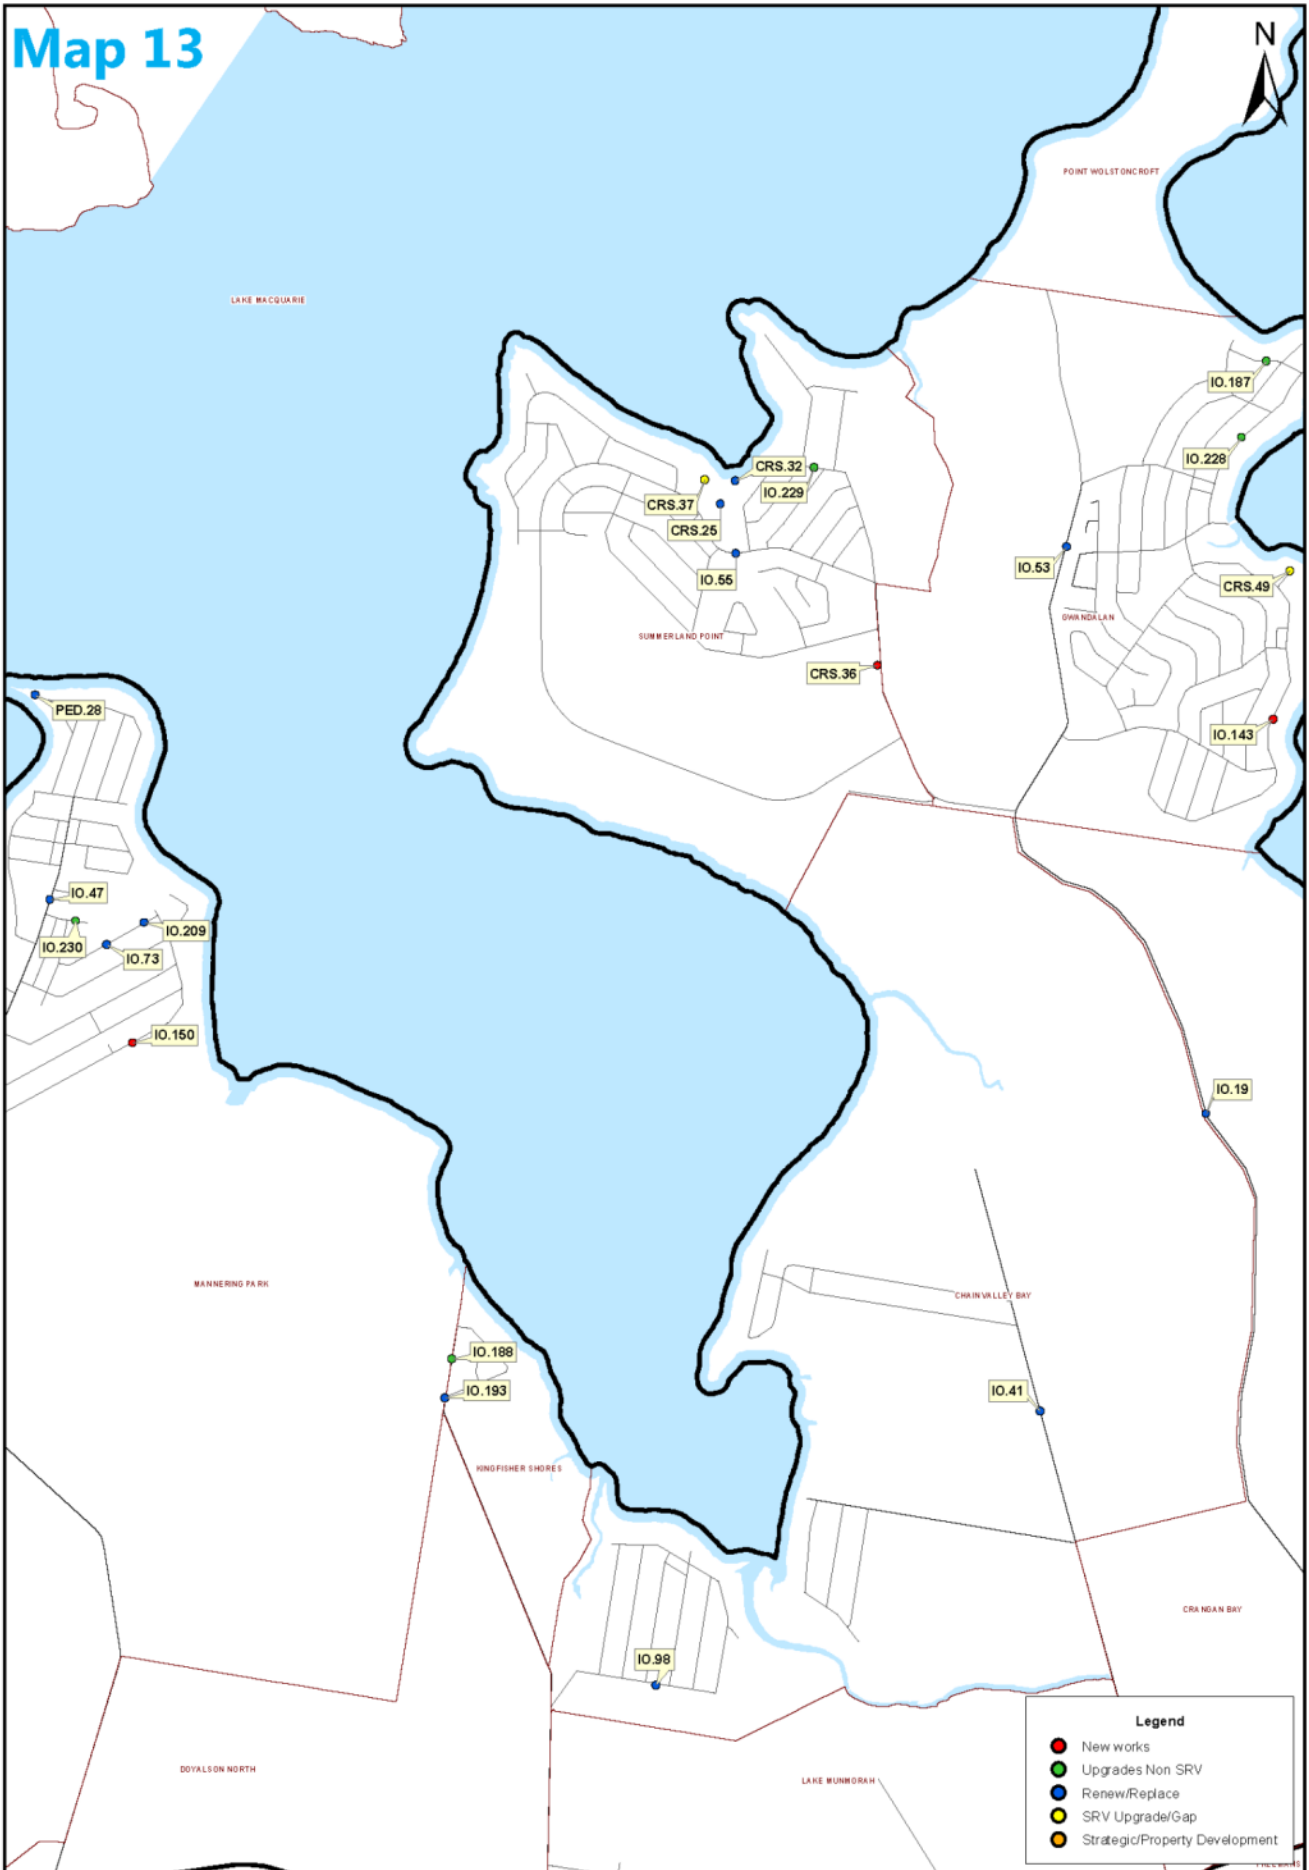 Map 13
N
POINT WOLSTONCROFT
LAKE MACQUARIE
IO.187
IO.228
CRS.32
IO.229
CRS.37
CRS.25
IO.53
IO.55
CRS.49
GWANDALAN
SUMMERLAND POINT
CRS.36
PED.28
IO.143
IO.47
IO.209
IO.230
IO.73
IO.150
IO.19
MANNERING PARK
CHAIN VALLEY BAY
IO.188
IO.193
IO.41
KINGFISHER SHORES
CRANGAN BAY
IO.98
DOYALSON NORTH
LAKE MUNMORAH
Legend
New works
Upgrades Non SRV
Renew/Replace
SRV Upgrade/Gap
Strategic/Property Development